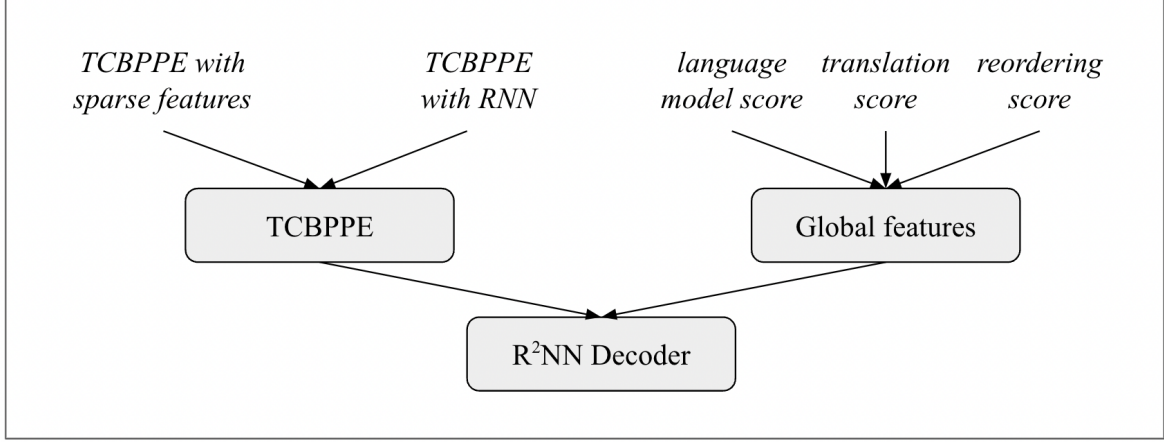 TCBPPE with
sparse features
TCBPPE
with RNN
language
model score
translation
score
reordering
score
TCBPPE
Global features
R²NN Decoder